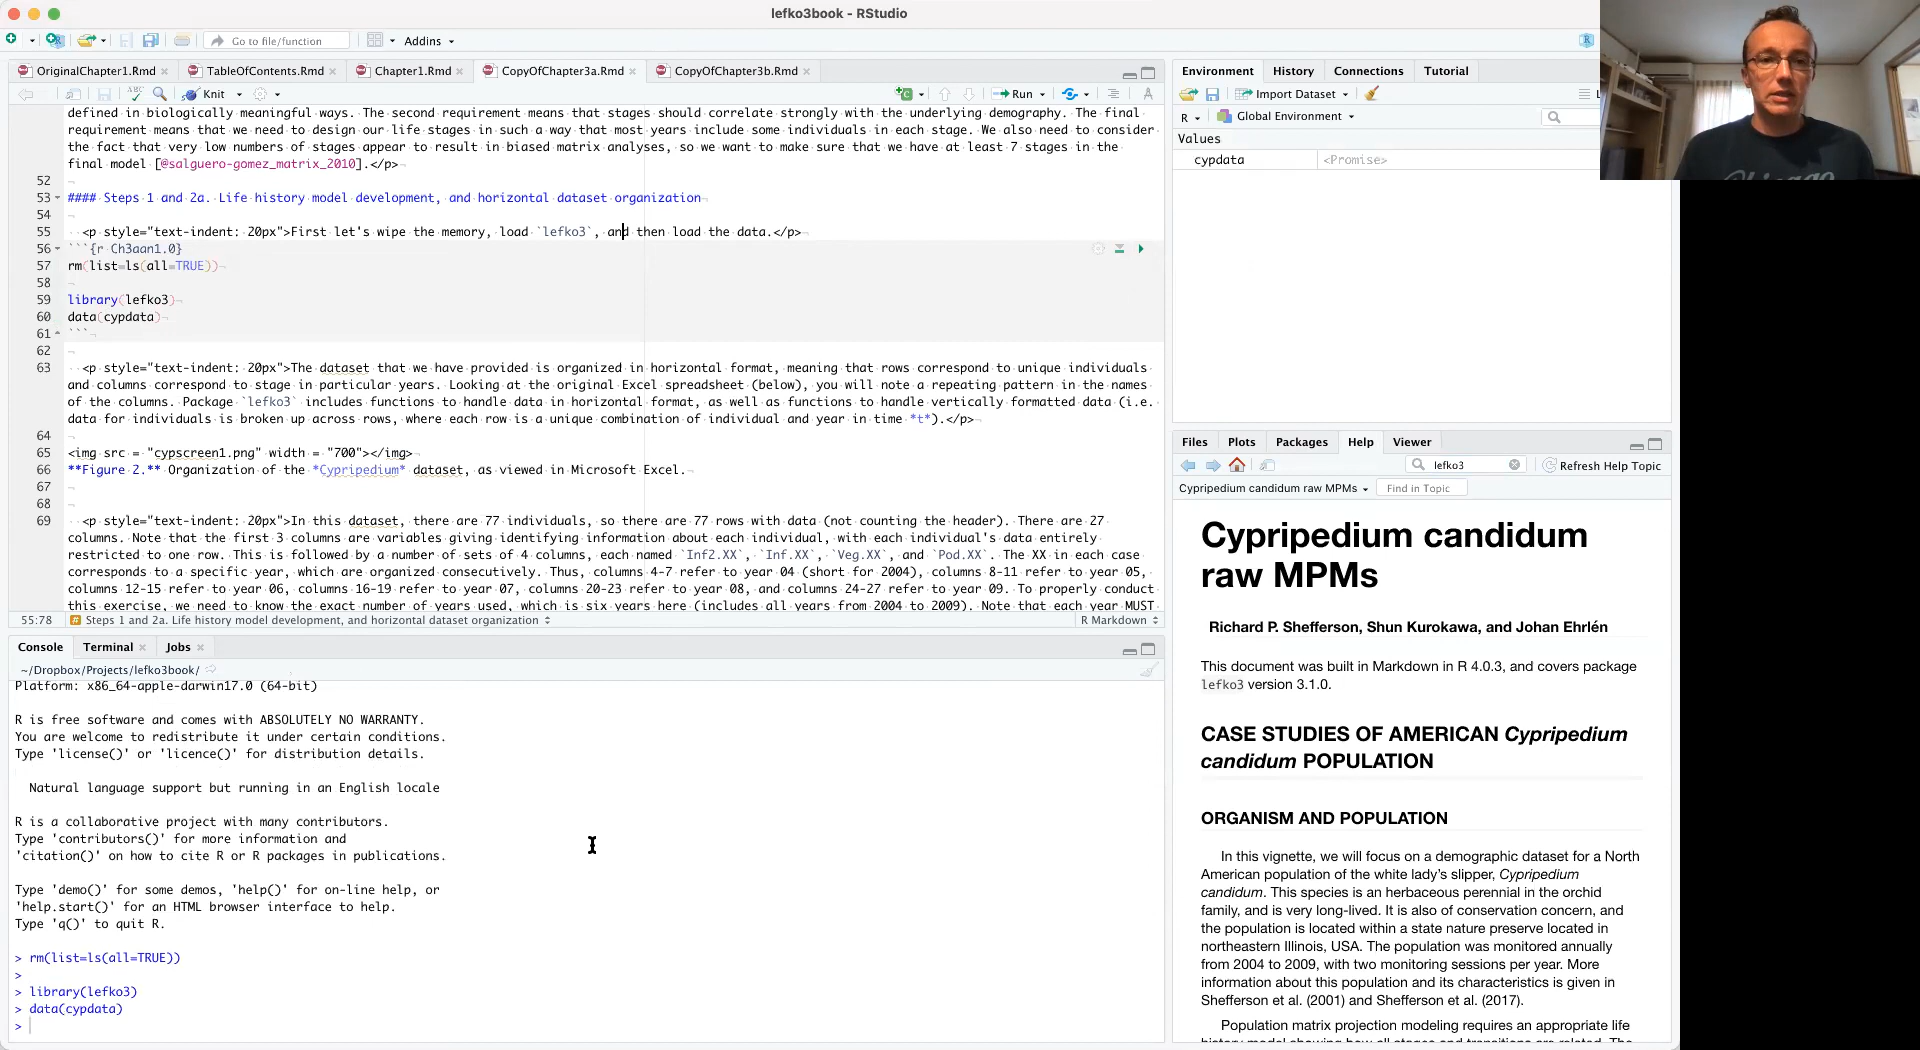 lefko3book - RStudio
Go to file/function
Addins
OriginalChapter1.Rmd
TableOfContents.Rmd
Chapter1.Rmd
CopyOfChapter3a.Rmd
CopyOfChapter3b.Rmd
ABC
Knit
Run
defined in biologically meaningful ways. The second requirement means that stages should correlate strongly with the underlying demography. The final
requirement means that we need to design our life stages in such a way that most years include some individuals in each stage. We also need to consider
the fact that very low numbers of stages appear to result in biased matrix analyses, so we want to make sure that we have at least 7 stages in the
final model [@salguero-gomez_matrix_2010].</p>
52
53 #### Steps 1 and 2a. Life history model development, and horizontal dataset organization
54
55 <p style="text-indent: 20px">First let's wipe the memory, load `lefko3`, and then load the data.</p>
56 ```{r Ch3aan1.0}
57 rm(list=ls(all=TRUE))
58
59 library(lefko3)
60 data(cypdata)
61 ```
62
63 <p style="text-indent: 20px">The dataset that we have provided is organized in horizontal format, meaning that rows correspond to unique individuals
and columns correspond to stage in particular years. Looking at the original Excel spreadsheet (below), you will note a repeating pattern in the names
of the columns. Package `lefko3` includes functions to handle data in horizontal format, as well as functions to handle vertically formatted data (i.e.
data for individuals is broken up across rows, where each row is a unique combination of individual and year in time *t*).</p>
64
65 <img src = "cypscreen1.png" width = "700"></img>
66 **Figure 2.** Organization of the *Cypripedium* dataset, as viewed in Microsoft Excel.
67
68
69 <p style="text-indent: 20px">In this dataset, there are 77 individuals, so there are 77 rows with data (not counting the header). There are 27
columns. Note that the first 3 columns are variables giving identifying information about each individual, with each individual's data entirely
restricted to one row. This is followed by a number of sets of 4 columns, each named `Inf2.XX`, `Inf.XX`, `Veg.XX`, and `Pod.XX`. The XX in each case
corresponds to a specific year, which are organized consecutively. Thus, columns 4-7 refer to year 04 (short for 2004), columns 8-11 refer to year 05,
columns 12-15 refer to year 06, columns 16-19 refer to year 07, columns 20-23 refer to year 08, and columns 24-27 refer to year 09. To properly conduct
this exercise, we need to know the exact number of years used, which is six years here (includes all years from 2004 to 2009). Note that each year MUST
55:78
Steps 1 and 2a. Life history model development, and horizontal dataset organization
R Markdown
Console
Terminal
Jobs
~/Dropbox/Projects/lefko3book/
Platform: x86_64-apple-darwin17.0 (64-bit)
R is free software and comes with ABSOLUTELY NO WARRANTY.
You are welcome to redistribute it under certain conditions.
Type 'license()' or 'licence()' for distribution details.
Natural language support but running in an English locale
R is a collaborative project with many contributors.
Type 'contributors()' for more information and
'citation()' on how to cite R or R packages in publications.
Type 'demo()' for some demos, 'help()' for on-line help, or
'help.start()' for an HTML browser interface to help.
Type 'q()' to quit R.
> rm(list=ls(all=TRUE))
>
> library(lefko3)
> data(cypdata)
>
Environment
History
Connections
Tutorial
Import Dataset
R
Global Environment
Values
cypdata
<Promise>
Files
Plots
Packages
Help
Viewer
lefko3
Refresh Help Topic
Cypripedium candidum raw MPMs
Find in Topic
Cypripedium candidum
raw MPMs
Richard P. Shefferson, Shun Kurokawa, and Johan Ehrlén
This document was built in Markdown in R 4.0.3, and covers package
lefko3 version 3.1.0.
CASE STUDIES OF AMERICAN Cypripedium
candidum POPULATION
ORGANISM AND POPULATION
In this vignette, we will focus on a demographic dataset for a North
American population of the white lady's slipper, Cypripedium
candidum. This species is an herbaceous perennial in the orchid
family, and is very long-lived. It is also of conservation concern, and
the population is located within a state nature preserve located in
northeastern Illinois, USA. The population was monitored annually
from 2004 to 2009, with two monitoring sessions per year. More
information about this population and its characteristics is given in
Shefferson et al. (2001) and Shefferson et al. (2017).
Population matrix projection modeling requires an appropriate life
history model showing how all stages and transitions are related. The